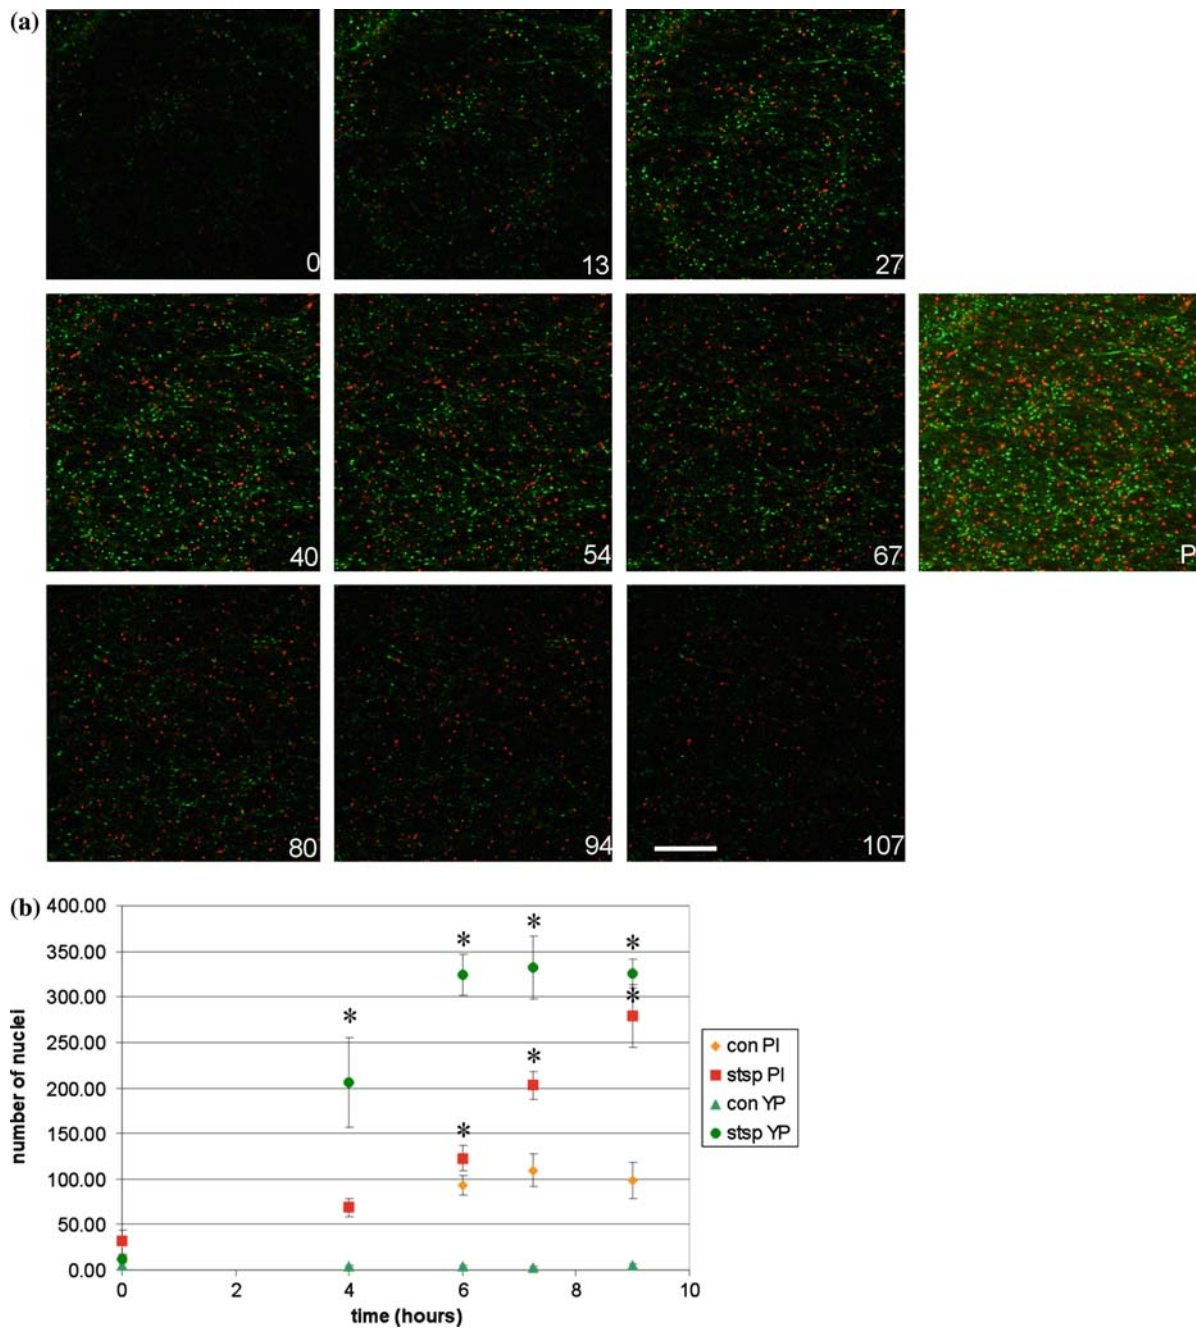 (a)
0
13
27
40
54
67
P
80
94
107
(b)
400.00
350.00
300.00
250.00
200.00
150.00
100.00
50.00
0.00
number of nuclei
* * * * * * *
0 2 4 6 8 10
time (hours)
con PI
stsp PI
con YP
stsp YP